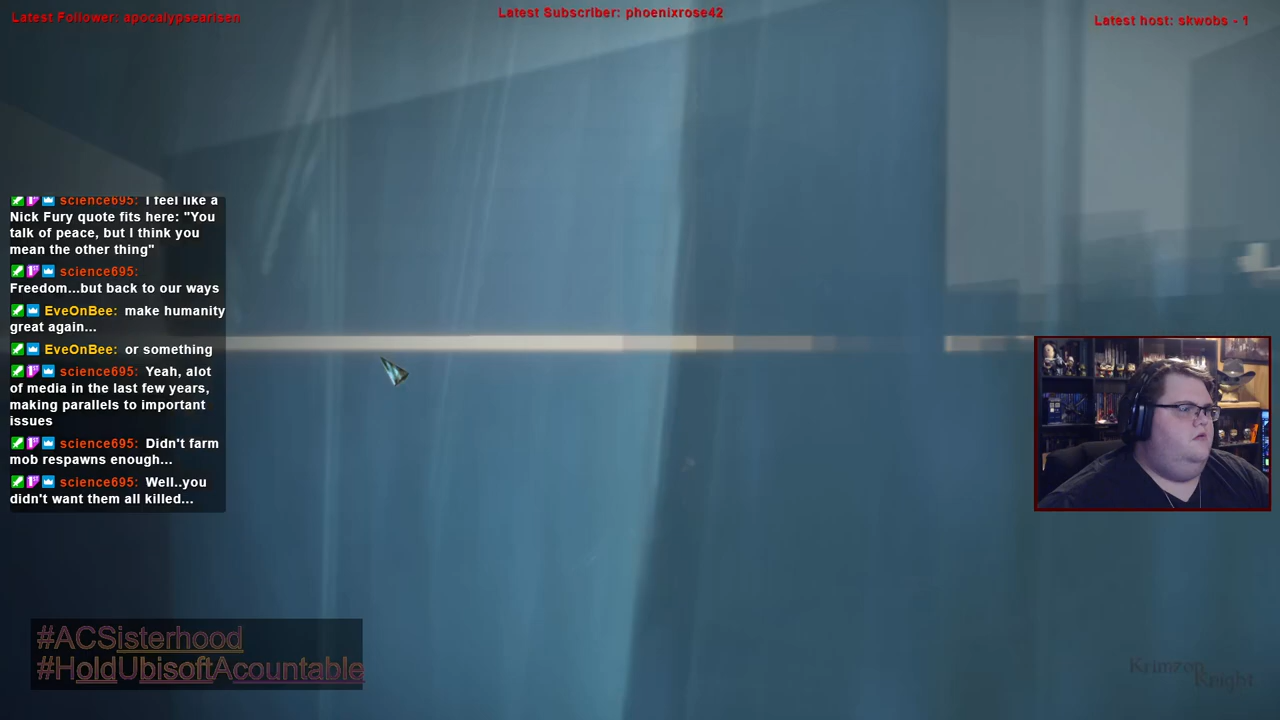 Latest Follower: apocalypsearisen
Latest Subscriber: phoenixrose42
Latest host: skwobs - 1
science695: I feel like a
Nick Fury quote fits here: "You
talk of peace, but I think you
mean the other thing"
science695:
Freedom...but back to our ways
EveOnBee: make humanity
great again...
EveOnBee: or something
science695: Yeah, alot
of media in the last few years,
making parallels to important
issues
science695: Didn't farm
mob respawns enough...
science695: Well..you
didn't want them all killed...
#ACSisterhood
#HoldUbisoftAcountable
Krimzon
Knight